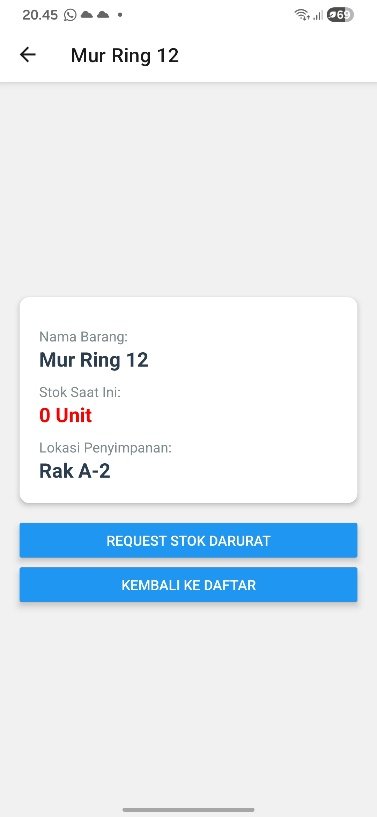 20.45
69
Mur Ring 12
Nama Barang:
Mur Ring 12
Stok Saat Ini:
0 Unit
Lokasi Penyimpanan:
Rak A-2
REQUEST STOK DARURAT
KEMBALI KE DAFTAR